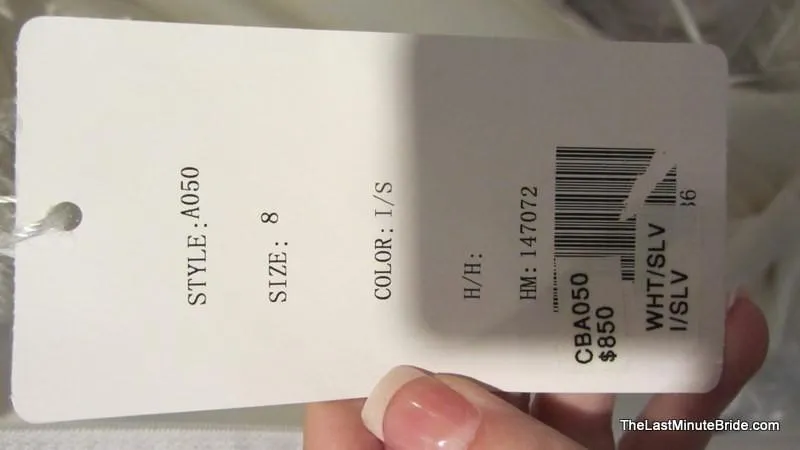 STYLE: A050
SIZE: 8
COLOR: I/S
H/H:
HM: 147072
CBA050
$850
WHT/SLV
I/SLV
TheLastMinuteBride.com